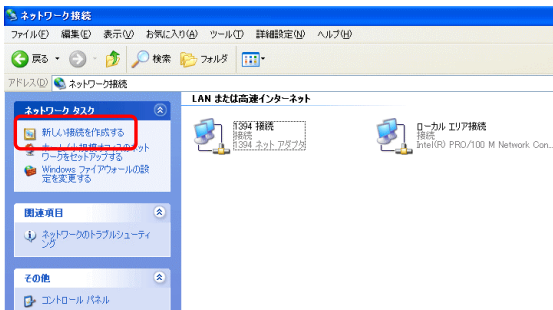 ネットワーク接続
ファイル(F) 編集(E) 表示(V) お気に入り(A) ツール(T) 詳細設定(N) ヘルプ(H)
戻る 検索 フォルダ
アドレス(D) ネットワーク接続
ネットワーク タスク
新しい接続を作成する
ホーム/小規模オフィスのネット
ワークをセットアップする
Windows ファイアウォールの設
定を変更する
関連項目
ネットワークのトラブルシューティ
ング
その他
コントロール パネル
LAN または高速インターネット
1394 接続
接続
1394 ネット アダプタ
ローカル エリア接続
接続
Intel(R) PRO/100 M Network Con...